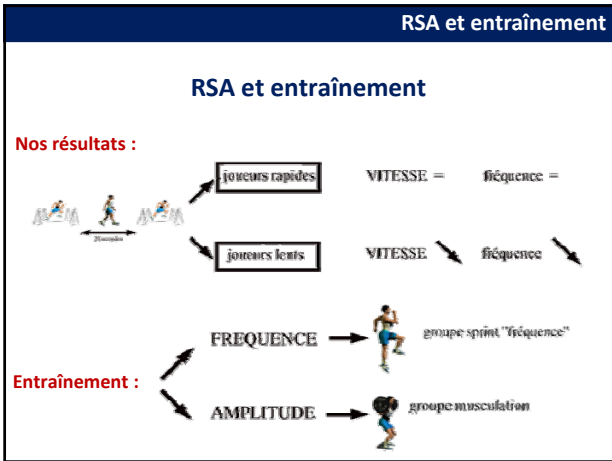 RSA et entraînement
RSA et entraînement
Nos résultats :
joueurs rapides VITESSE = fréquence =
joueurs lents VITESSE fréquence
FREQUENCE groupe sprint "fréquence"
Entraînement :
AMPLITUDE groupe musculation